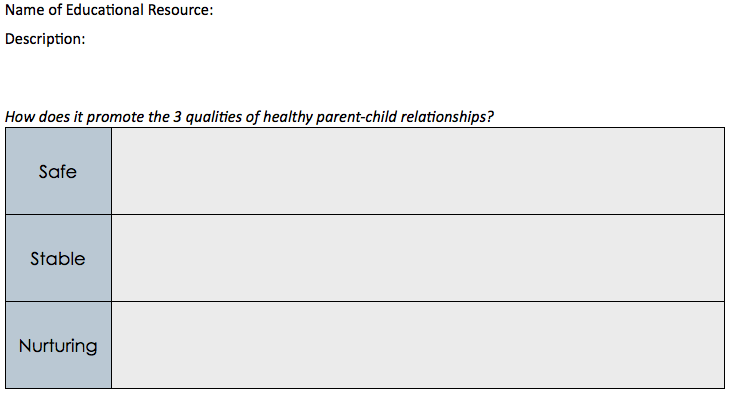 Name of Educational Resource:
Description:
How does it promote the 3 qualities of healthy parent-child relationships?
Safe
Stable
Nurturing